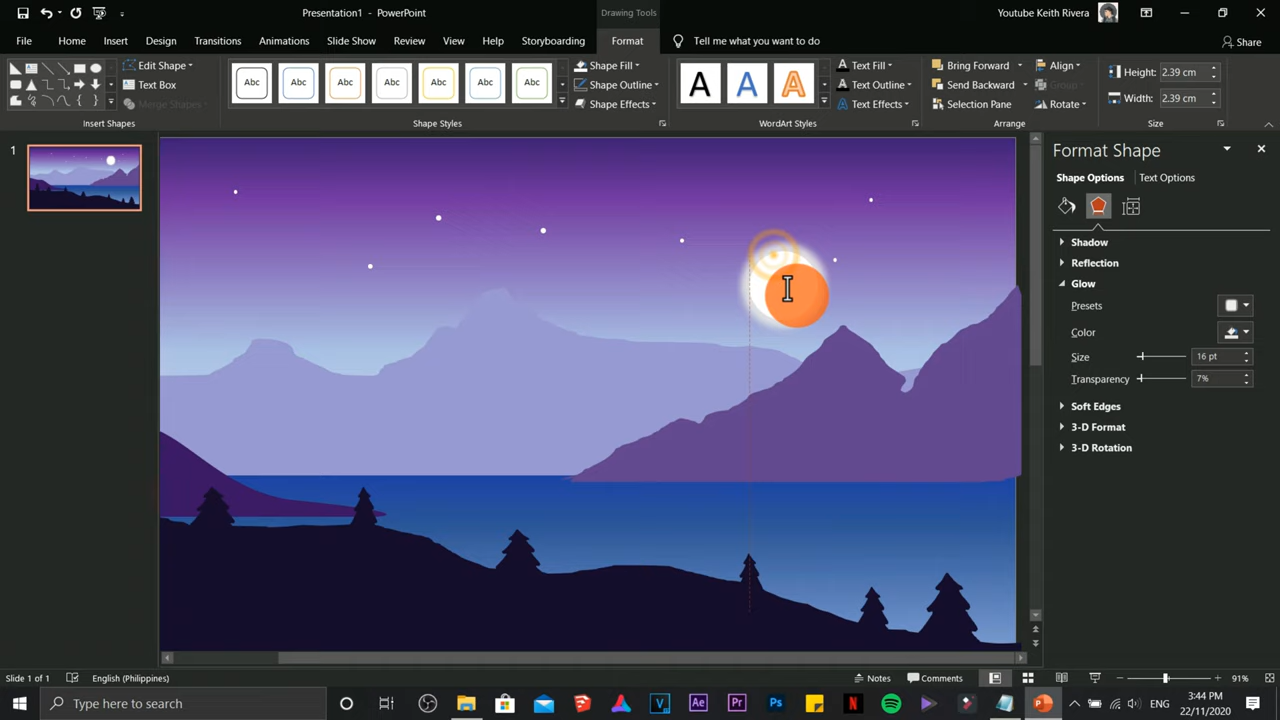 Presentation1 - PowerPoint
Drawing Tools
Youtube Keith Rivera
File
Home
Insert
Design
Transitions
Animations
Slide Show
Review
View
Help
Storyboarding
Format
Tell me what you want to do
Share
Edit Shape
Text Box
Merge Shapes
Insert Shapes
Abc
Abc
Abc
Abc
Abc
Abc
Abc
Shape Fill
Shape Outline
Shape Effects
Shape Styles
A
A
A
Text Fill
Text Outline
Text Effects
WordArt Styles
Bring Forward
Send Backward
Selection Pane
Align
Group
Rotate
Arrange
Height: 2.39 cm
Width: 2.39 cm
Size
1
Format Shape
Shape Options
Text Options
Shadow
Reflection
Glow
Presets
Color
Size
16 pt
Transparency
7%
Soft Edges
3-D Format
3-D Rotation
Slide 1 of 1
English (Philippines)
Notes
Comments
91%
Type here to search
V
Ae
Pr
Ps
N
P
ENG
3:44 PM
22/11/2020